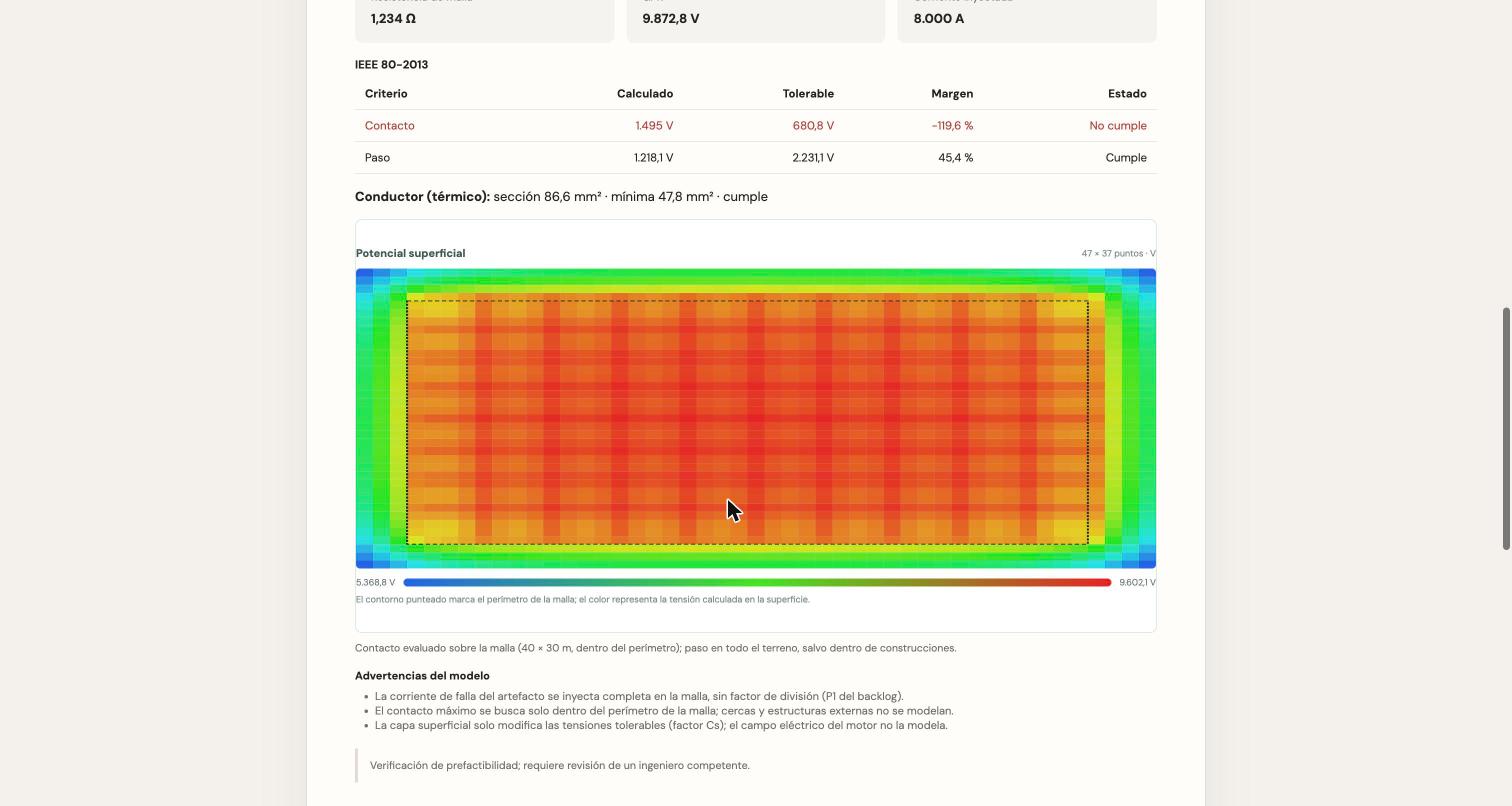 1,234 Ω
9.872,8 V
8.000 A
IEEE 80-2013
Criterio Calculado Tolerable Margen Estado
Contacto 1.495 V 680,8 V -119,6 % No cumple
Paso 1.218,1 V 2.231,1 V 45,4 % Cumple
Conductor (térmico): sección 86,6 mm² · mínima 47,8 mm² · cumple
Potencial superficial 47 × 37 puntos · V
5.368,8 V 9.602,1 V
El contorno punteado marca el perímetro de la malla; el color representa la tensión calculada en la superficie.
Contacto evaluado sobre la malla (40 × 30 m, dentro del perímetro); paso en todo el terreno, salvo dentro de construcciones.
Advertencias del modelo
• La corriente de falla del artefacto se inyecta completa en la malla, sin factor de división (P1 del backlog).
• El contacto máximo se busca solo dentro del perímetro de la malla; cercas y estructuras externas no se modelan.
• La capa superficial solo modifica las tensiones tolerables (factor Cs); el campo eléctrico del motor no la modela.
Verificación de prefactibilidad; requiere revisión de un ingeniero competente.